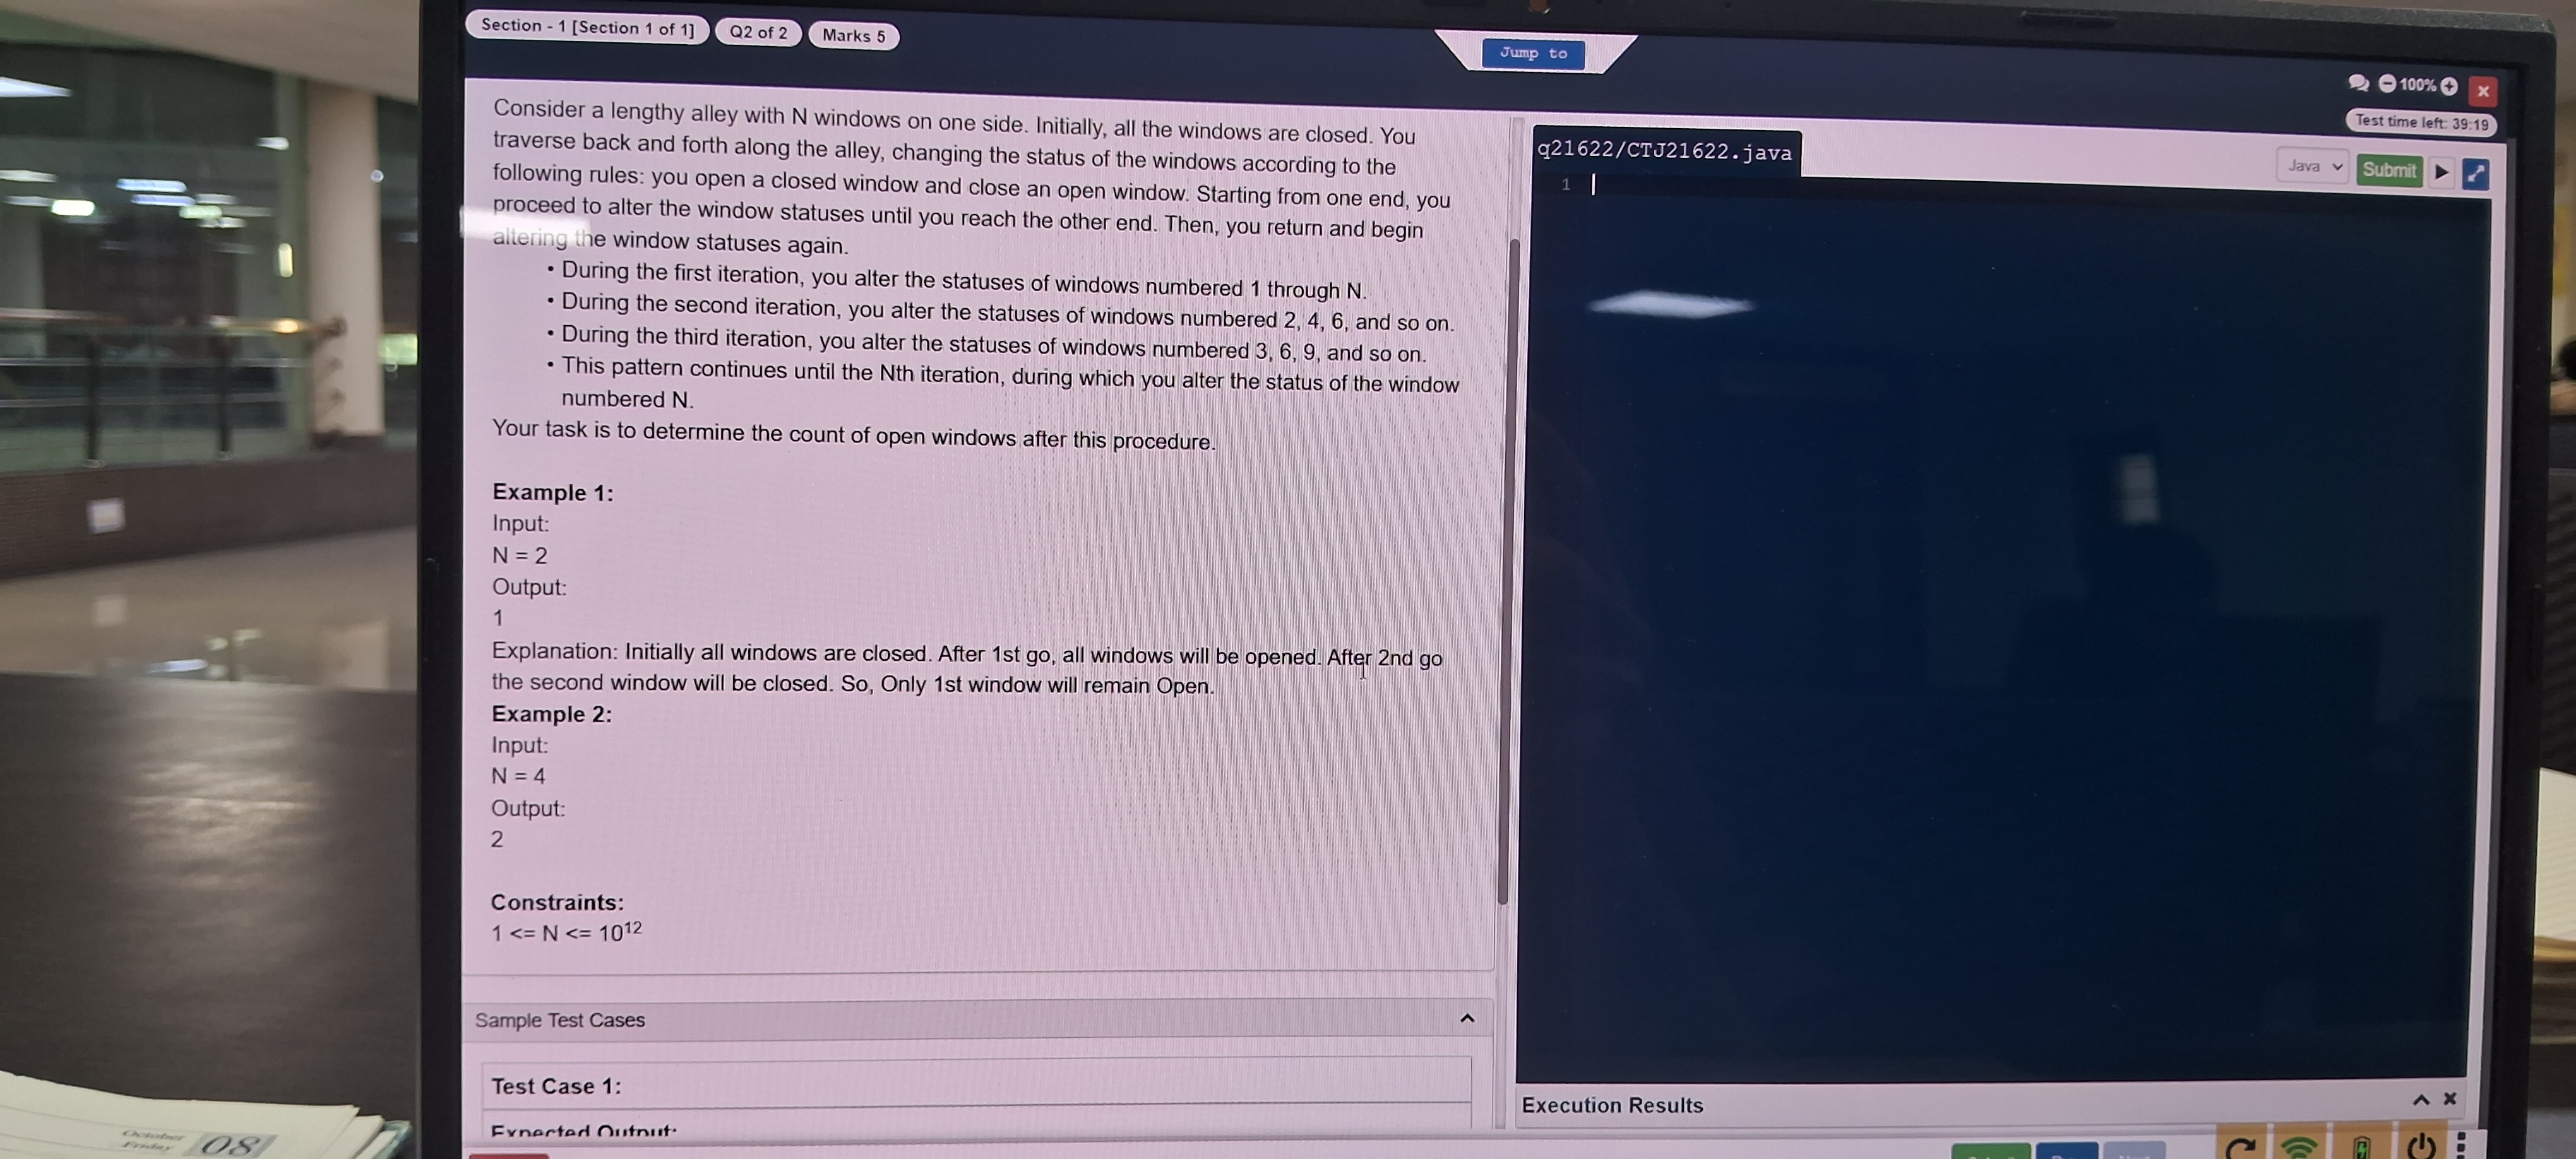 Section - 1 [Section 1 of 1] Q2 of 2 Marks 5
Jump to
100%
Test time left: 39:19
Consider a lengthy alley with N windows on one side. Initially, all the windows are closed. You
traverse back and forth along the alley, changing the status of the windows according to the
following rules: you open a closed window and close an open window. Starting from one end, you
proceed to alter the window statuses until you reach the other end. Then, you return and begin
altering the window statuses again.
• During the first iteration, you alter the statuses of windows numbered 1 through N.
• During the second iteration, you alter the statuses of windows numbered 2, 4, 6, and so on.
• During the third iteration, you alter the statuses of windows numbered 3, 6, 9, and so on.
• This pattern continues until the Nth iteration, during which you alter the status of the window
numbered N.
Your task is to determine the count of open windows after this procedure.
Example 1:
Input:
N = 2
Output:
1
Explanation: Initially all windows are closed. After 1st go, all windows will be opened. After 2nd go
the second window will be closed. So, Only 1st window will remain Open.
Example 2:
Input:
N = 4
Output:
2
Constraints:
1 <= N <= 10¹²
Sample Test Cases
Test Case 1:
Expected Output:
q21622/CTJ21622.java
Java Submit
1
Execution Results
October
Friday
08